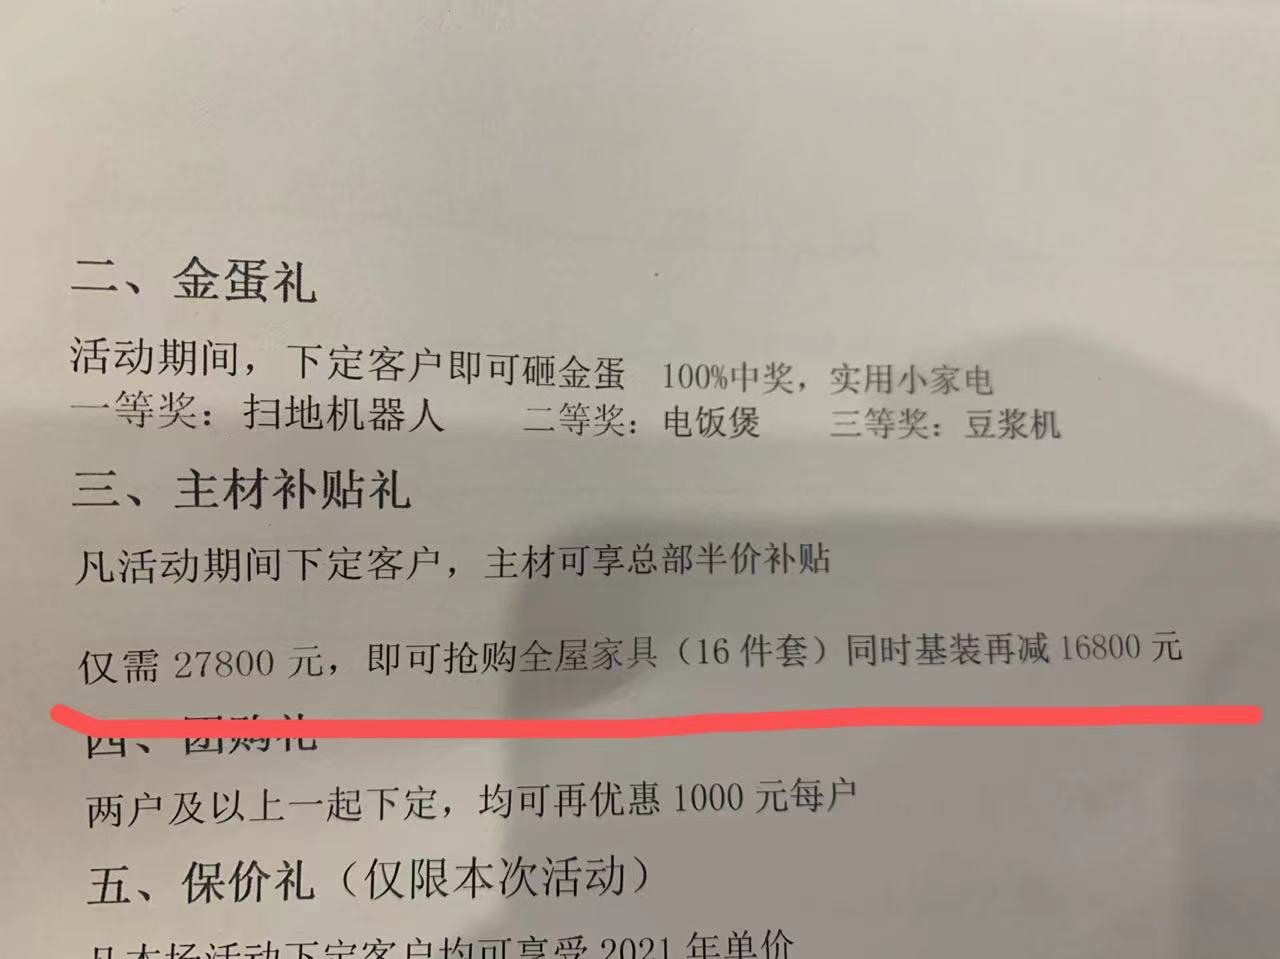 二、金蛋礼
活动期间，下定客户即可砸金蛋 100%中奖，实用小家电
一等奖：扫地机器人 二等奖：电饭煲 三等奖：豆浆机
三、主材补贴礼
凡活动期间下定客户，主材可享总部半价补贴
仅需 27800 元，即可抢购全屋家具（16 件套）同时基装再减 16800 元
四、团购礼
两户及以上一起下定，均可再优惠 1000 元每户
五、保价礼（仅限本次活动）
凡本场活动下定客户均可享受 2021 年单价